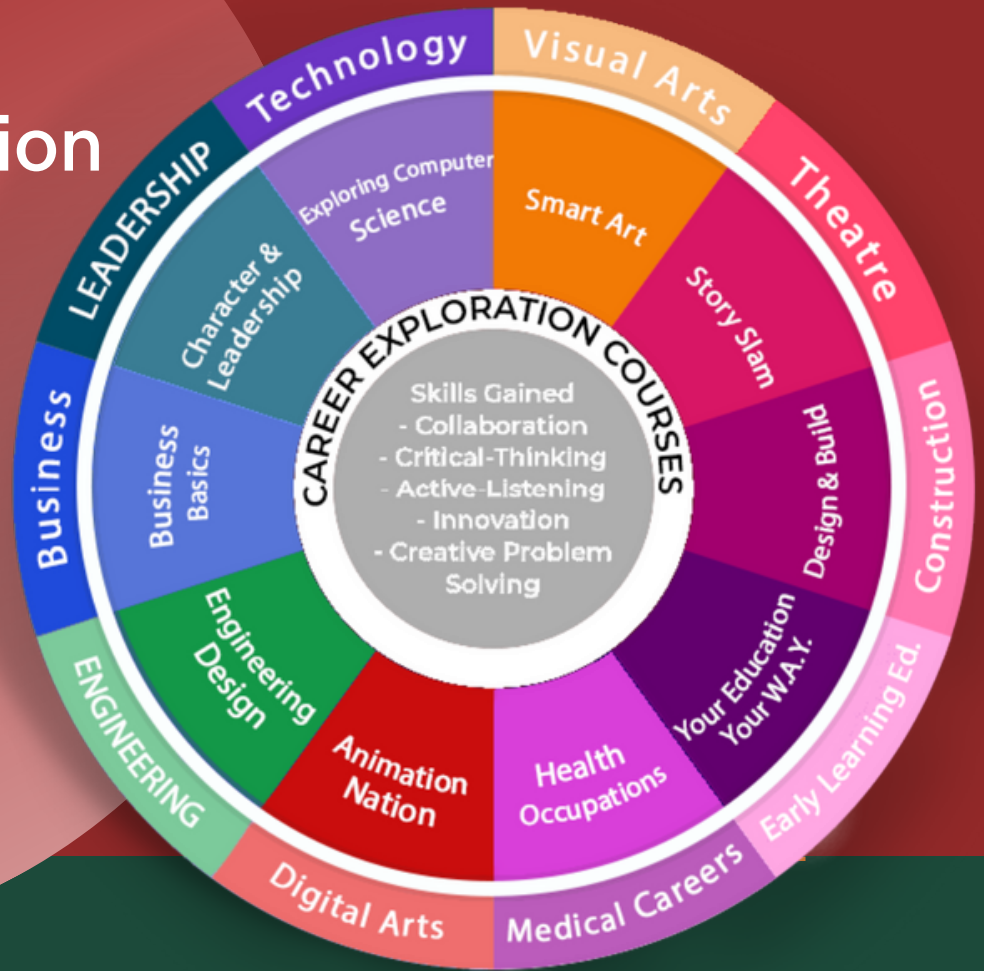 ion
Technology
Visual Arts
Theatre
Construction
Early Learning Ed.
Medical Careers
Digital Arts
ENGINEERING
Business
LEADERSHIP
Exploring Computer
Science
Smart Art
Story Slam
Design & Build
Your Education
Your W.A.Y.
Health
Occupations
Animation
Nation
Engineering
Design
Business
Basics
Character &
Leadership
CAREER EXPLORATION COURSES
Skills Gained
- Collaboration
- Critical-Thinking
- Active-Listening
- Innovation
- Creative Problem
Solving